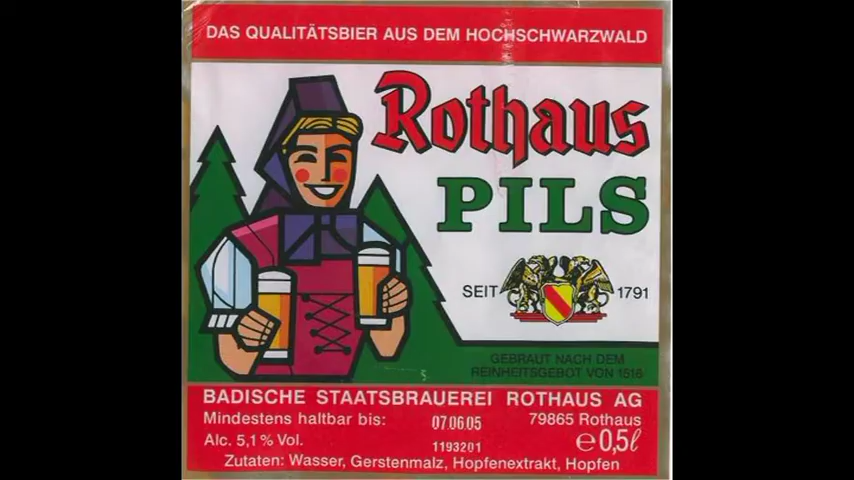 DAS QUALITÄTSBIER AUS DEM HOCHSCHWARZWALD
Rothaus
PILS
SEIT 1791
GEBRAUT NACH DEM
REINHEITSGEBOT VON 1516
BADISCHE STAATSBRAUEREI ROTHAUS AG
Mindestens haltbar bis: 07.06.05 79865 Rothaus
Alc. 5,1% Vol. 1193201 e0,5ℓ
Zutaten: Wasser, Gerstenmalz, Hopfenextrakt, Hopfen